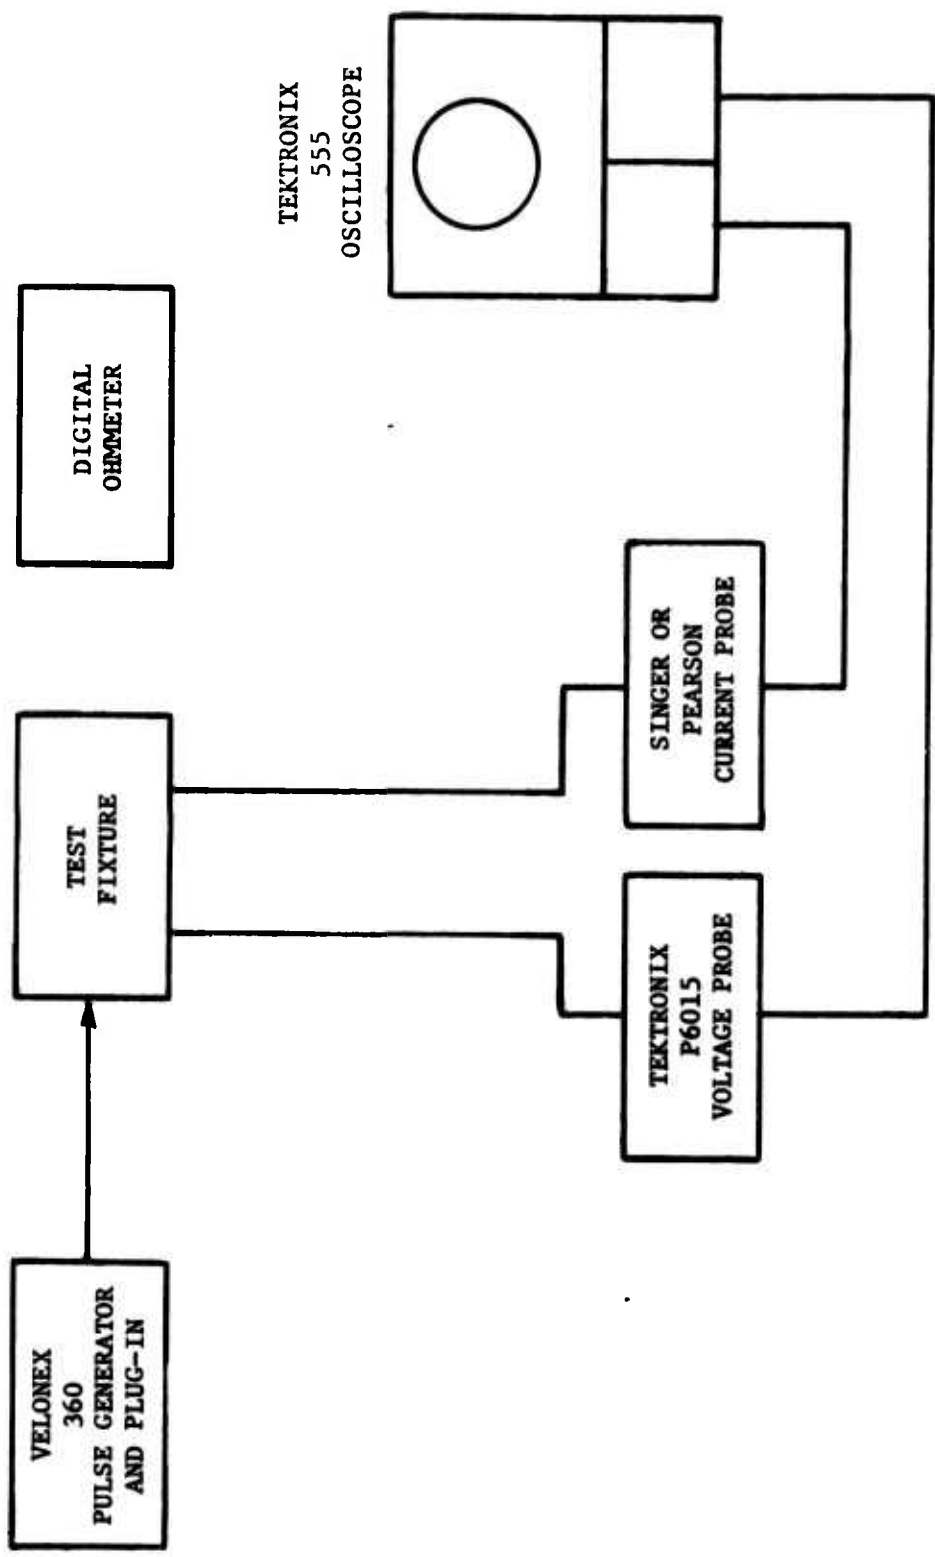 VELONEX
360
PULSE GENERATOR
AND PLUG-IN
TEST
FIXTURE
DIGITAL
OHMMETER
TEKTRONIX
555
OSCILLOSCOPE
TEKTRONIX
P6015
VOLTAGE PROBE
SINGER OR
PEARSON
CURRENT PROBE